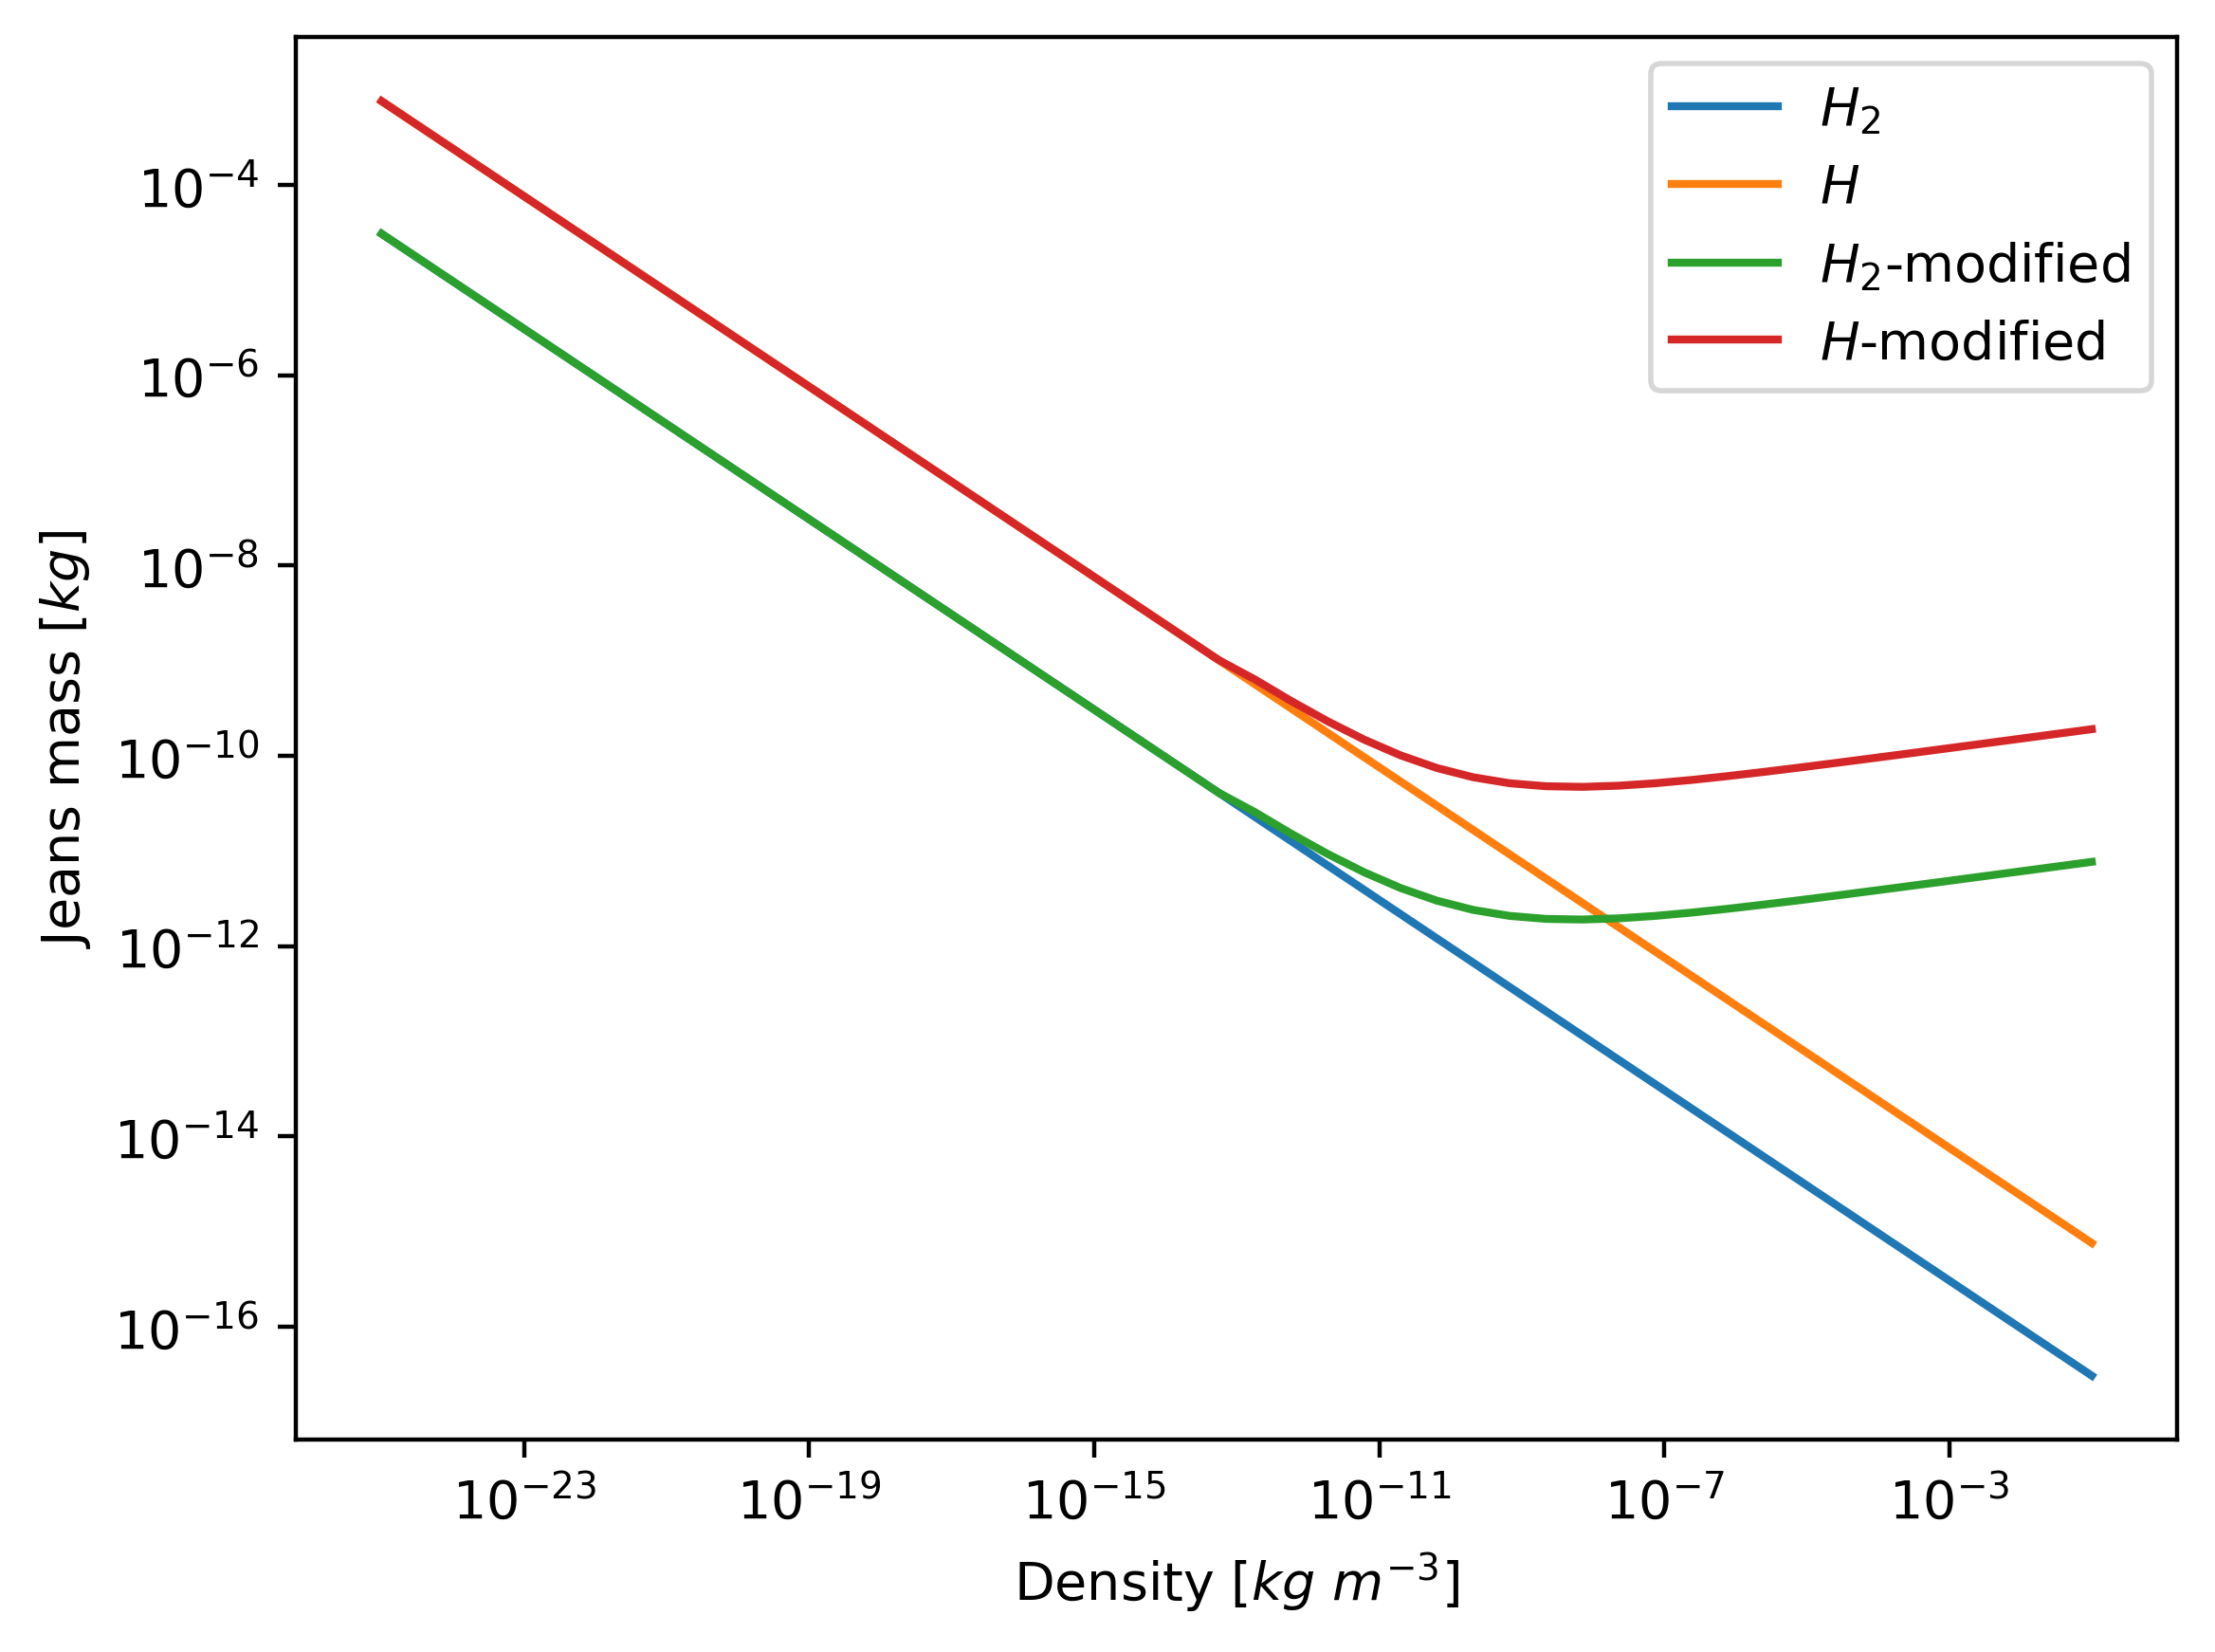 H₂
H
H₂-modified
H-modified
Jeans mass [kg]
10⁻⁴
10⁻⁶
10⁻⁸
10⁻¹⁰
10⁻¹²
10⁻¹⁴
10⁻¹⁶
10⁻²³ 10⁻¹⁹ 10⁻¹⁵ 10⁻¹¹ 10⁻⁷ 10⁻³
Density [kg m⁻³]